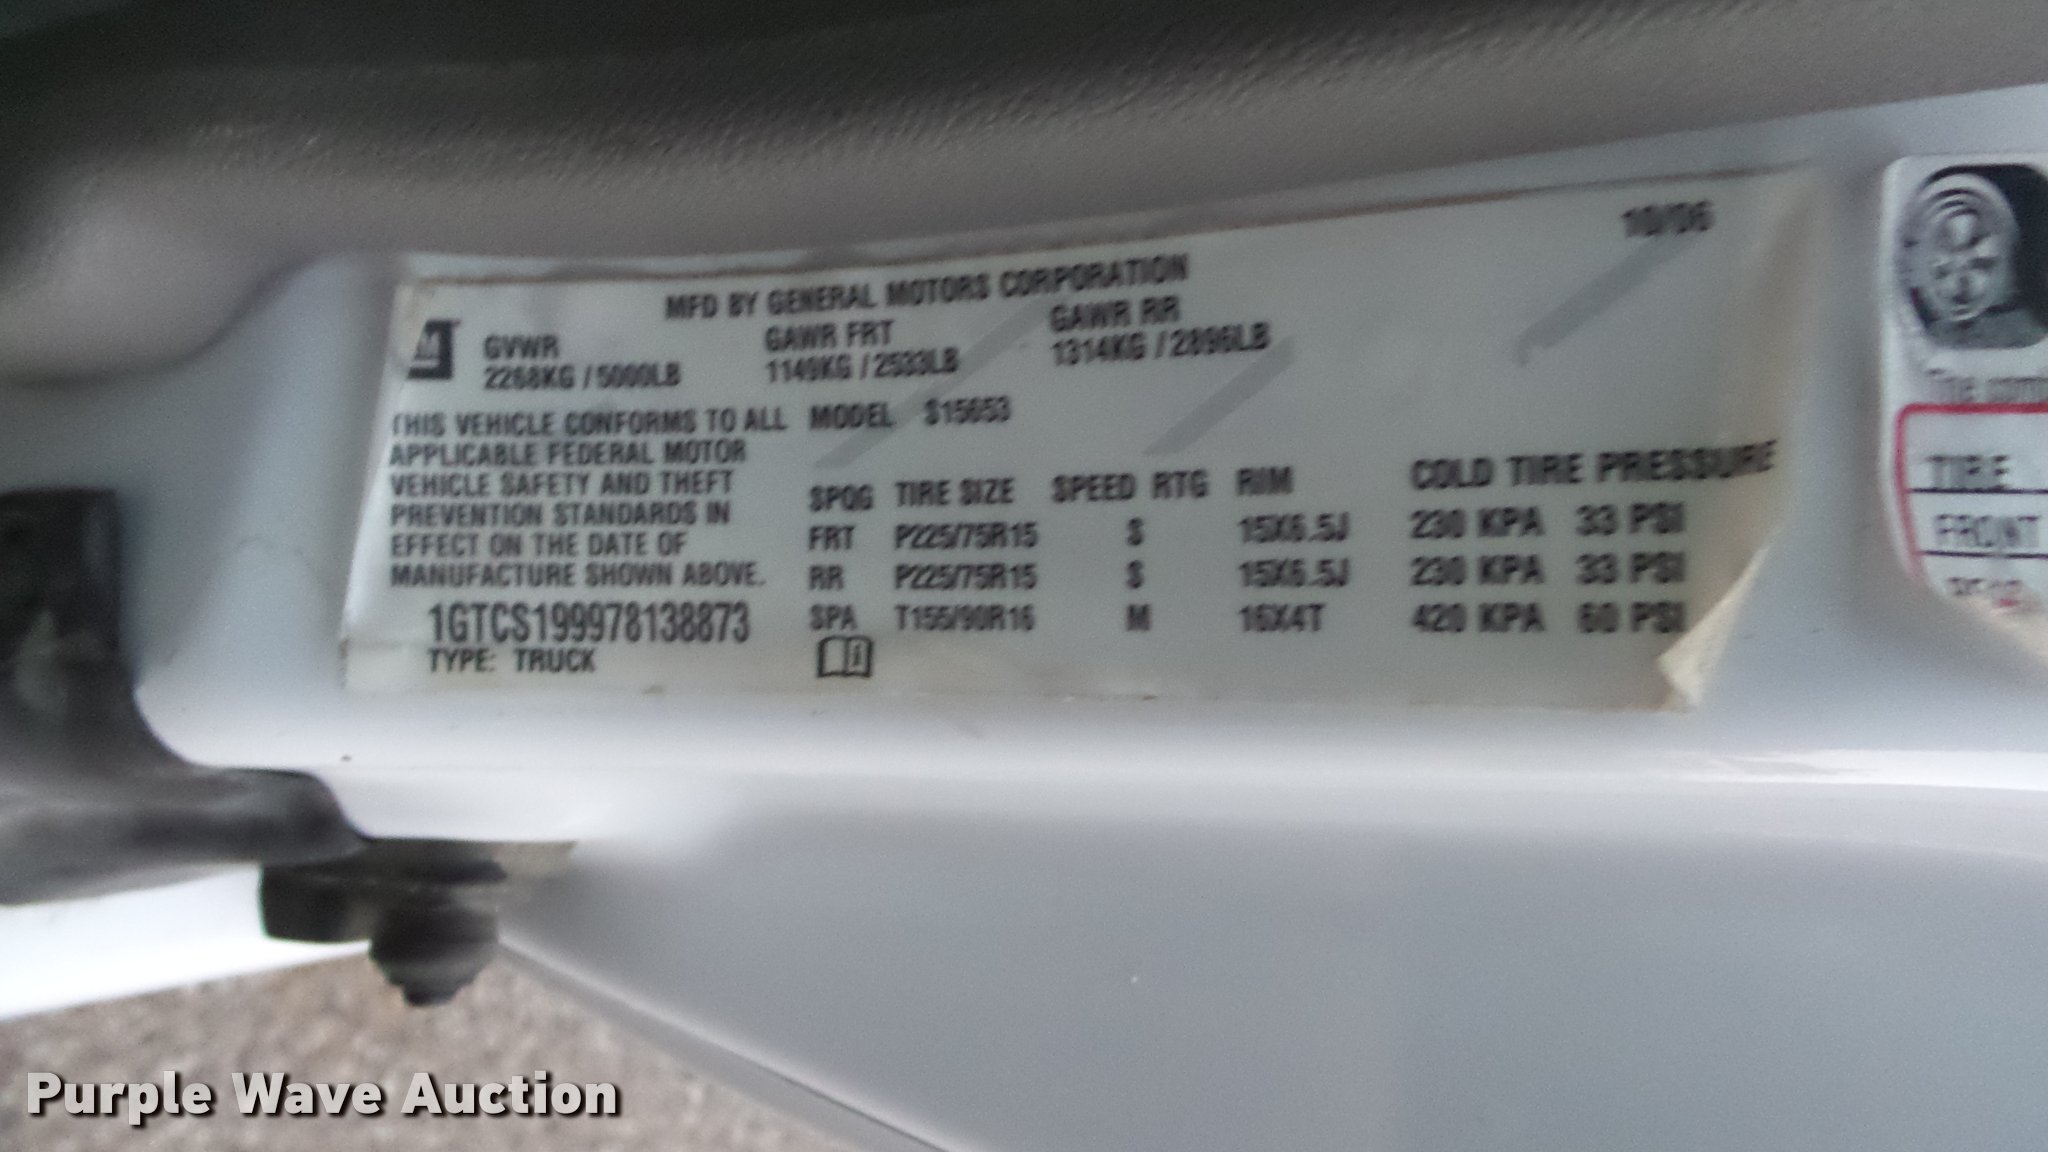 10/06
MFD BY GENERAL MOTORS CORPORATION
GM
GVWR GAWR FRT GAWR RR
2268KG / 5000LB 1149KG / 2533LB 1314KG / 2896LB
THIS VEHICLE CONFORMS TO ALL MODEL S15653
APPLICABLE FEDERAL MOTOR
VEHICLE SAFETY AND THEFT
PREVENTION STANDARDS IN
EFFECT ON THE DATE OF
MANUFACTURE SHOWN ABOVE.
1GTCS199978138873
TYPE: TRUCK
SPQG TIRE SIZE SPEED RTG RIM COLD TIRE PRESSURE
FRT P225/75R15 S 15X6.5J 230 KPA 33 PSI
RR P225/75R15 S 15X6.5J 230 KPA 33 PSI
SPA T155/90R16 M 16X4T 420 KPA 60 PSI
TIRE
FRONT
Purple Wave Auction